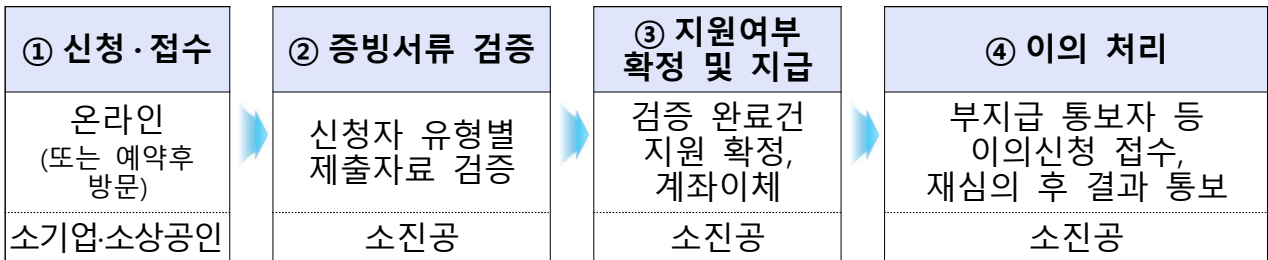 ① 신청·접수
온라인
(또는 예약후
방문)
소기업·소상공인
② 증빙서류 검증
신청자 유형별
제출자료 검증
소진공
③ 지원여부
확정 및 지급
검증 완료건
지원 확정,
계좌이체
소진공
④ 이의 처리
부지급 통보자 등
이의신청 접수,
재심의 후 결과 통보
소진공